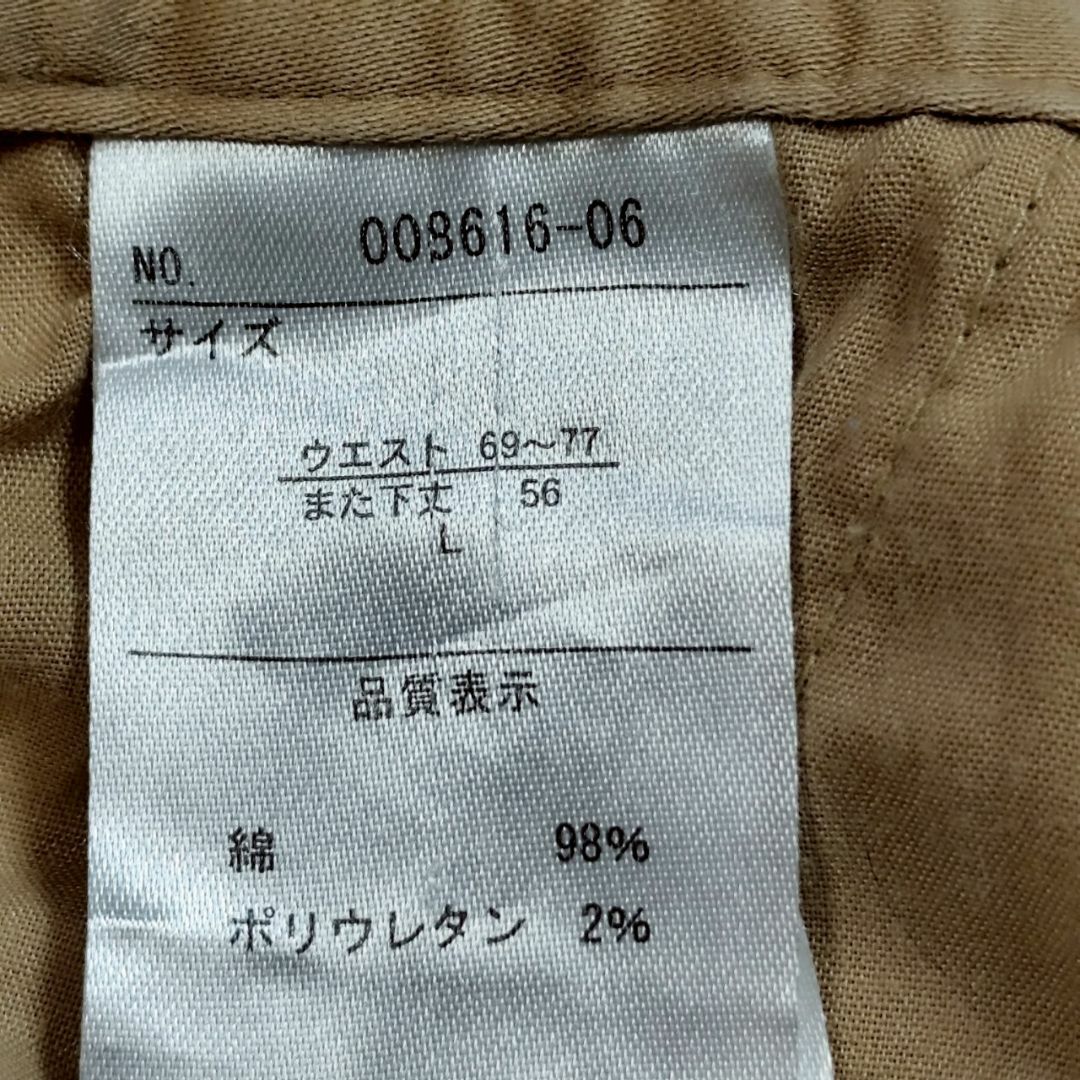 NO. 008616-06
サイズ
ウエスト 69～77
また下丈 56
L
品質表示
綿 98%
ポリウレタン 2%